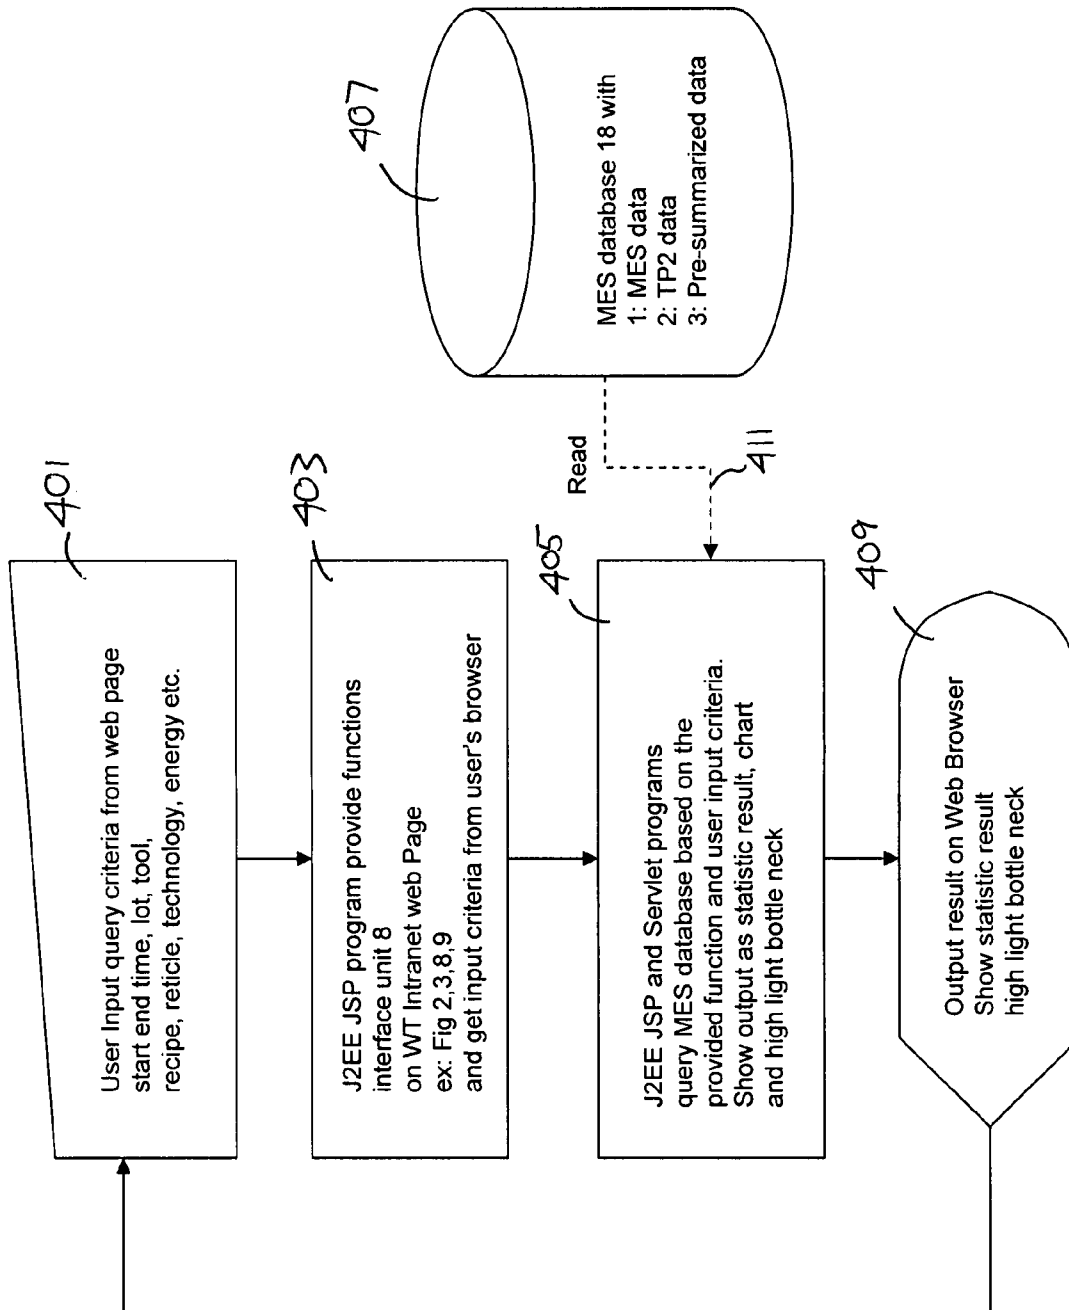 401
User Input query criteria from web page
start end time, lot, tool,
recipe, reticle, technology, energy etc.
403
J2EE JSP program provide functions
interface unit 8
on WT Intranet web Page
ex: Fig 2,3,8,9
and get input criteria from user's browser
405
J2EE JSP and Servlet programs
query MES database based on the
provided function and user input criteria.
Show output as statistic result, chart
and high light bottle neck
Read
411
407
MES database 18 with
1: MES data
2: TP2 data
3: Pre-summarized data
409
Output result on Web Browser
Show statistic result
high light bottle neck